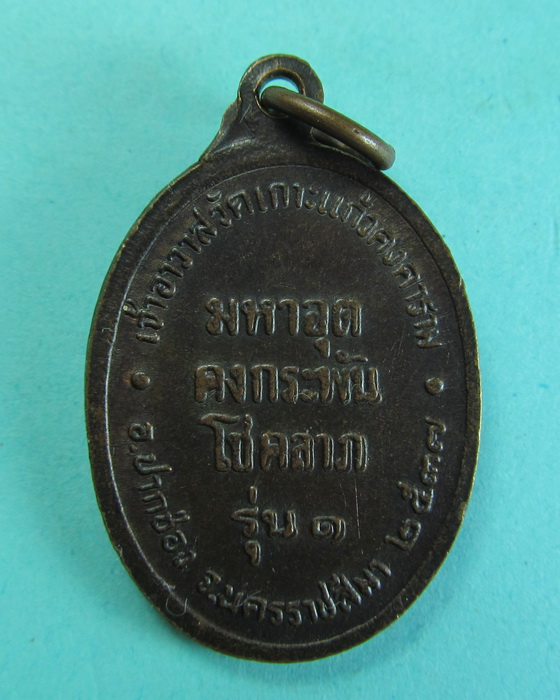 เจ้าอาวาสวัดเกาะแก้วคงคาราม
มหาอุต
คงกระพัน
โชคลาภ
รุ่น ๑
อ.ปากช่อง จ.นครราชสีมา ๒๕๓๗